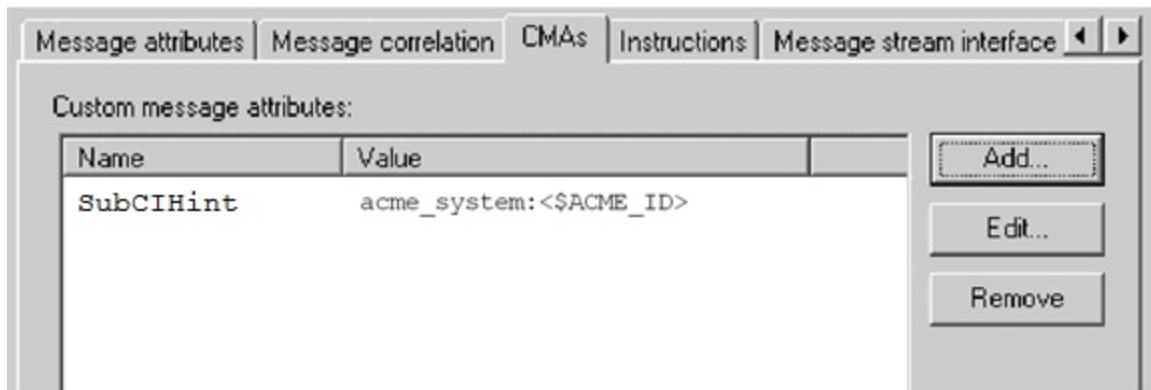 Message attributes Message correlation CMAs Instructions Message stream interface
Custom message attributes:
Name Value
Add...
SubCIHint acme_system:<$ACME_ID>
Edit...
Remove